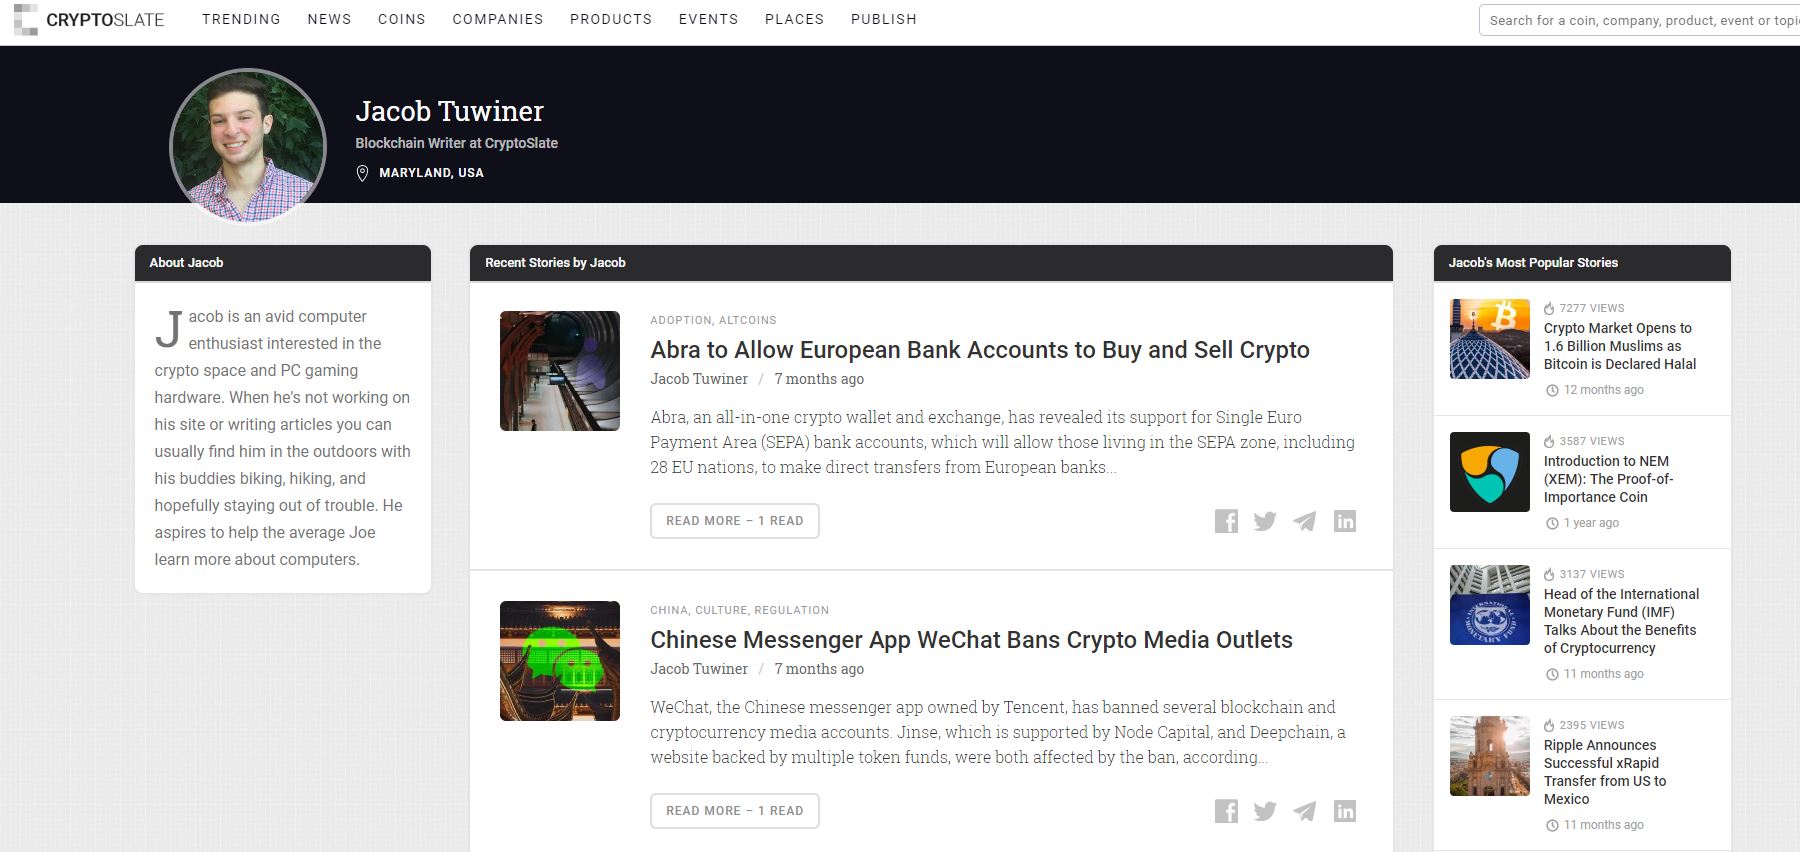 CRYPTOSLATE
TRENDING NEWS COINS COMPANIES PRODUCTS EVENTS PLACES PUBLISH
Search for a coin, company, product, event or topi
Jacob Tuwiner
Blockchain Writer at CryptoSlate
MARYLAND, USA
About Jacob
Jacob is an avid computer
enthusiast interested in the
crypto space and PC gaming
hardware. When he's not working on
his site or writing articles you can
usually find him in the outdoors with
his buddies biking, hiking, and
hopefully staying out of trouble. He
aspires to help the average Joe
learn more about computers.
Recent Stories by Jacob
ADOPTION, ALTCOINS
Abra to Allow European Bank Accounts to Buy and Sell Crypto
Jacob Tuwiner / 7 months ago
Abra, an all-in-one crypto wallet and exchange, has revealed its support for Single Euro
Payment Area (SEPA) bank accounts, which will allow those living in the SEPA zone, including
28 EU nations, to make direct transfers from European banks...
READ MORE – 1 READ
CHINA, CULTURE, REGULATION
Chinese Messenger App WeChat Bans Crypto Media Outlets
Jacob Tuwiner / 7 months ago
WeChat, the Chinese messenger app owned by Tencent, has banned several blockchain and
cryptocurrency media accounts. Jinse, which is supported by Node Capital, and Deepchain, a
website backed by multiple token funds, were both affected by the ban, according...
READ MORE – 1 READ
Jacob's Most Popular Stories
7277 VIEWS
Crypto Market Opens to
1.6 Billion Muslims as
Bitcoin is Declared Halal
12 months ago
3587 VIEWS
Introduction to NEM
(XEM): The Proof-of-
Importance Coin
1 year ago
3137 VIEWS
Head of the International
Monetary Fund (IMF)
Talks About the Benefits
of Cryptocurrency
11 months ago
2395 VIEWS
Ripple Announces
Successful xRapid
Transfer from US to
Mexico
11 months ago